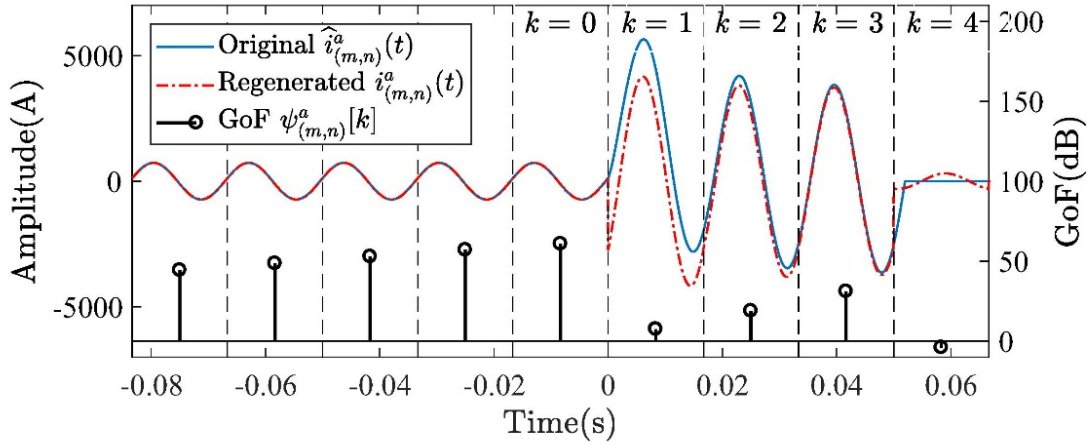 k = 0 k = 1 k = 2 k = 3 k = 4
Original î^a_(m,n)(t)
Regenerated i^a_(m,n)(t)
GoF ψ^a_(m,n)[k]
Amplitude(A)
5000
0
-5000
GoF(dB)
200
150
100
50
0
-0.08 -0.06 -0.04 -0.02 0 0.02 0.04 0.06
Time(s)